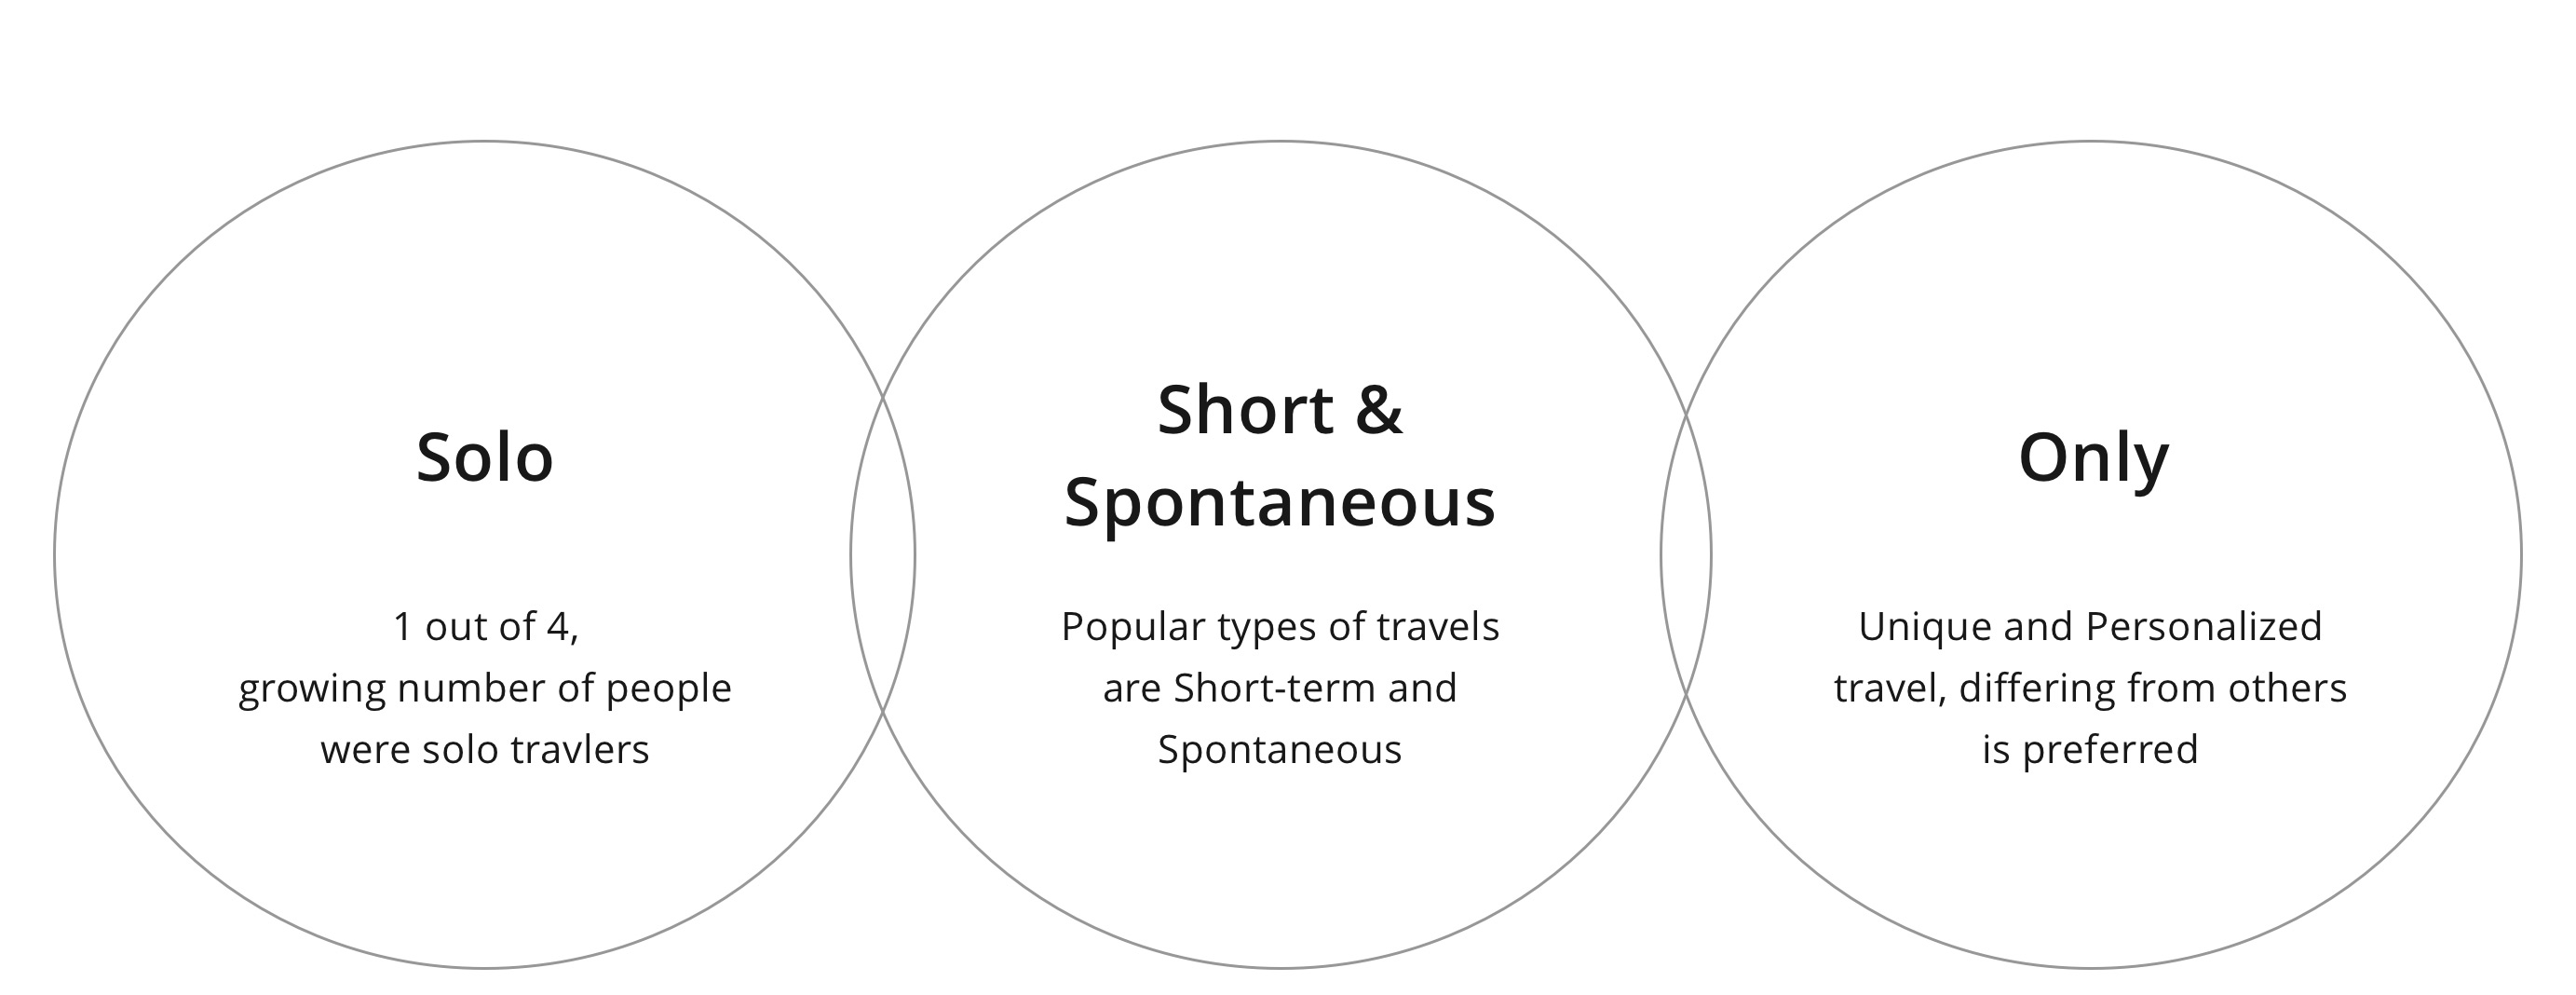 Solo
1 out of 4,
growing number of people
were solo travlers
Short &
Spontaneous
Popular types of travels
are Short-term and
Spontaneous
Only
Unique and Personalized
travel, differing from others
is preferred